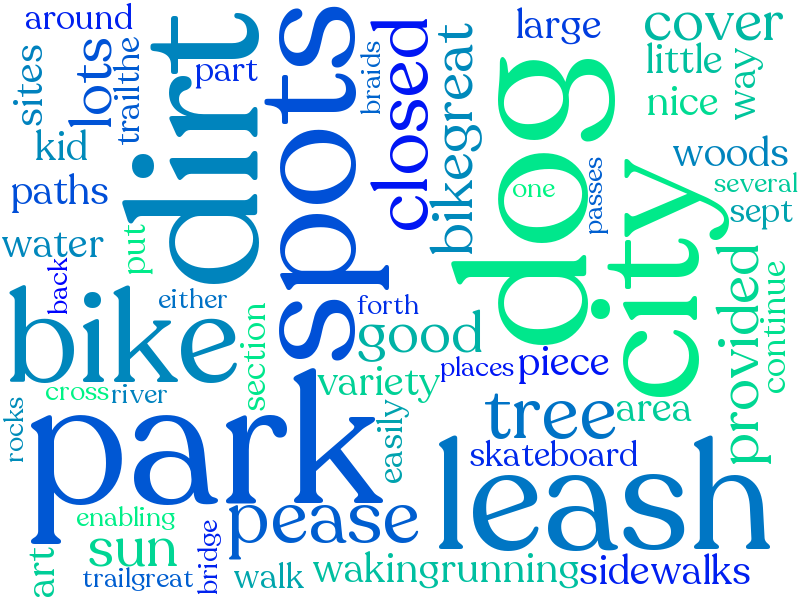 around
sites
lots
trailthe
part
dirt
spots
braids
closed
bikegreat
large
dog
cover
little
nice
way
kid
paths
one
passes
woods
several
sept
city
water
back
put
either
bike
forth
good
section
provided
continue
cross
river
variety
places
piece
tree
area
rocks
park
easily
skateboard
leash
enabling
sun
bridge
pease
art
trailgreat
walk
wakingrunning
sidewalks